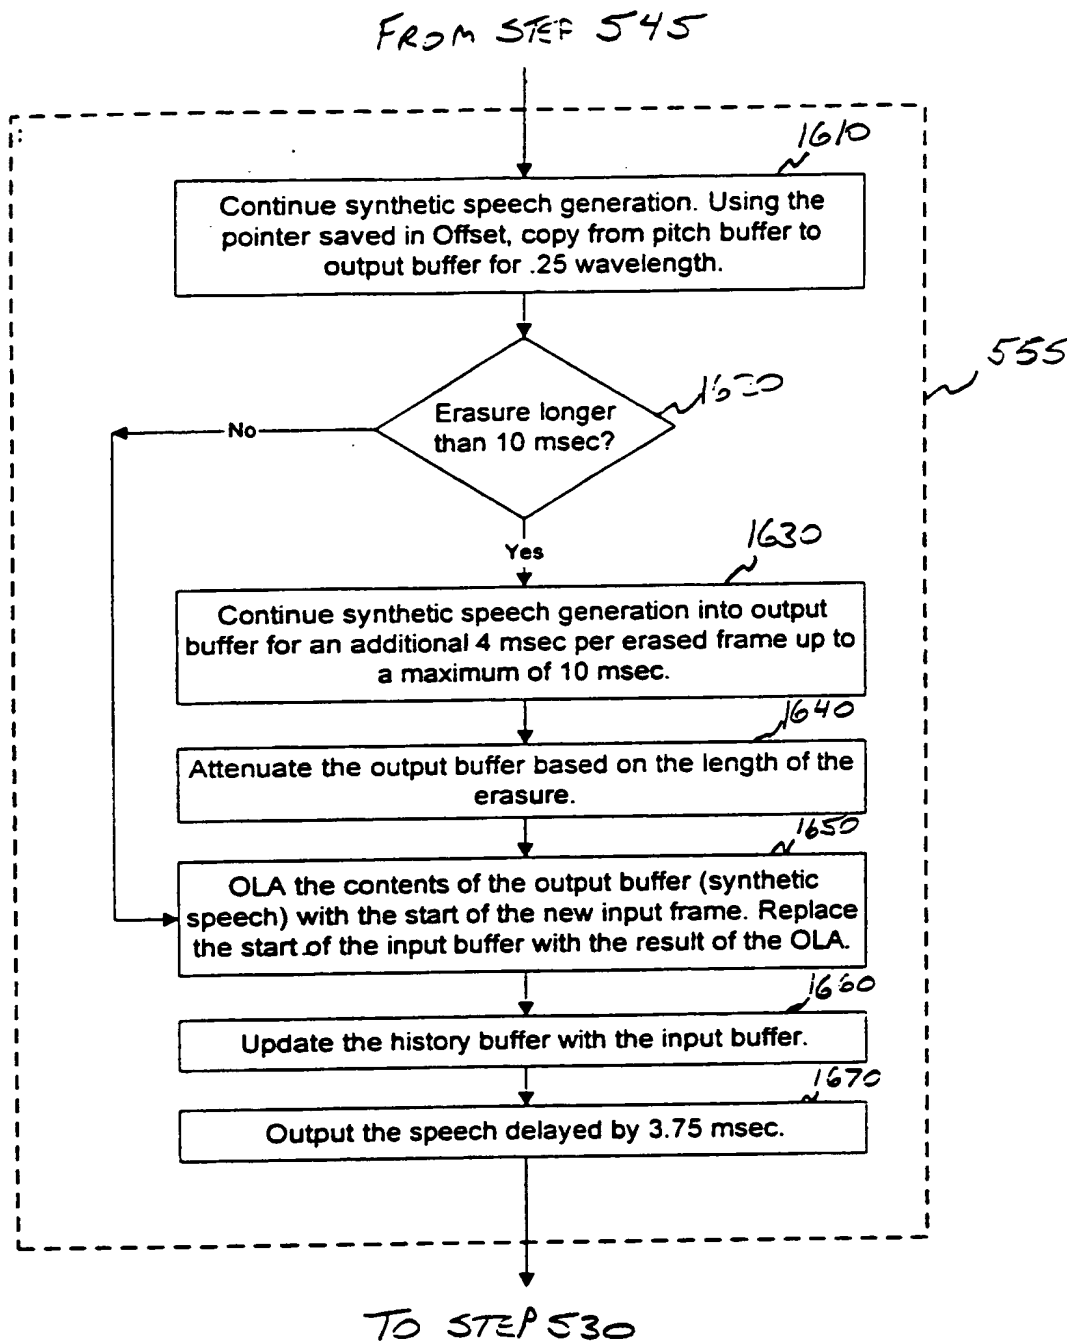 FROM STEP 545
1610
Continue synthetic speech generation. Using the
pointer saved in Offset, copy from pitch buffer to
output buffer for .25 wavelength.
555
1620
Erasure longer
than 10 msec?
No
Yes
1630
Continue synthetic speech generation into output
buffer for an additional 4 msec per erased frame up to
a maximum of 10 msec.
1640
Attenuate the output buffer based on the length of the
erasure.
1650
OLA the contents of the output buffer (synthetic
speech) with the start of the new input frame. Replace
the start of the input buffer with the result of the OLA.
1660
Update the history buffer with the input buffer.
1670
Output the speech delayed by 3.75 msec.
TO STEP 530